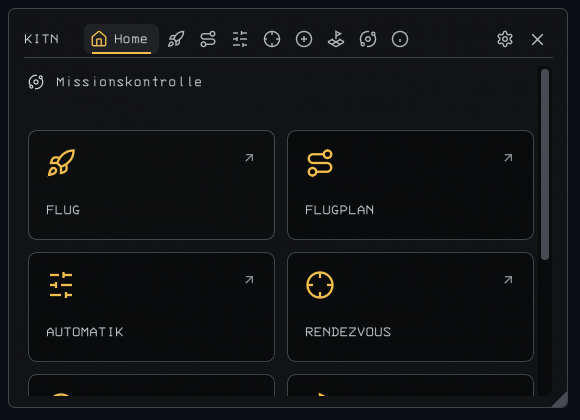 KITN
Home
Missionskontrolle
FLUG
FLUGPLAN
AUTOMATIK
RENDEZVOUS